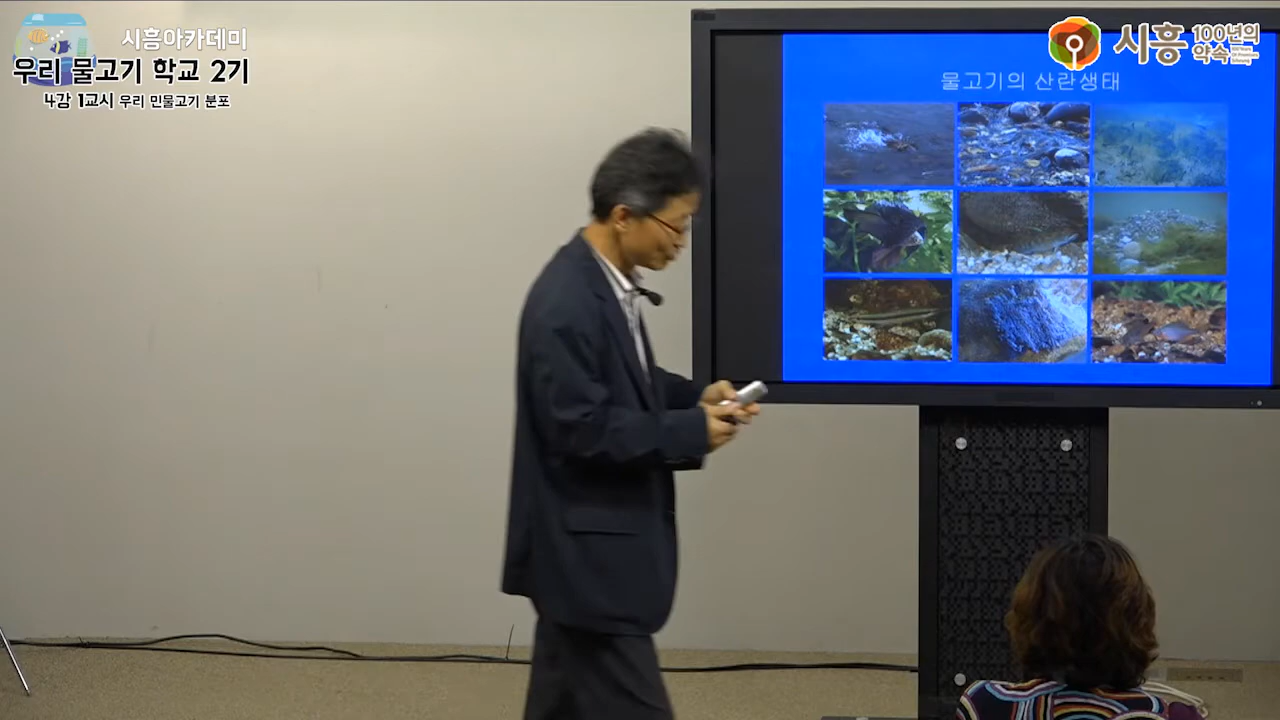 시흥아카데미
우리 물고기 학교 2기
4강 1교시 우리 민물고기 분포
시흥
100년의
약속
물고기의 산란생태